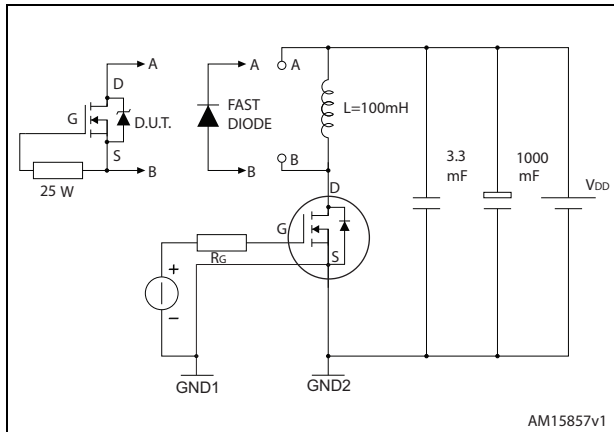 A
D
G
D.U.T.
S
B
25 W
A
FAST
DIODE
B
A
L=100mH
B
D
G
S
RG
+
–
GND1
GND2
3.3
mF
1000
mF
VDD
AM15857v1